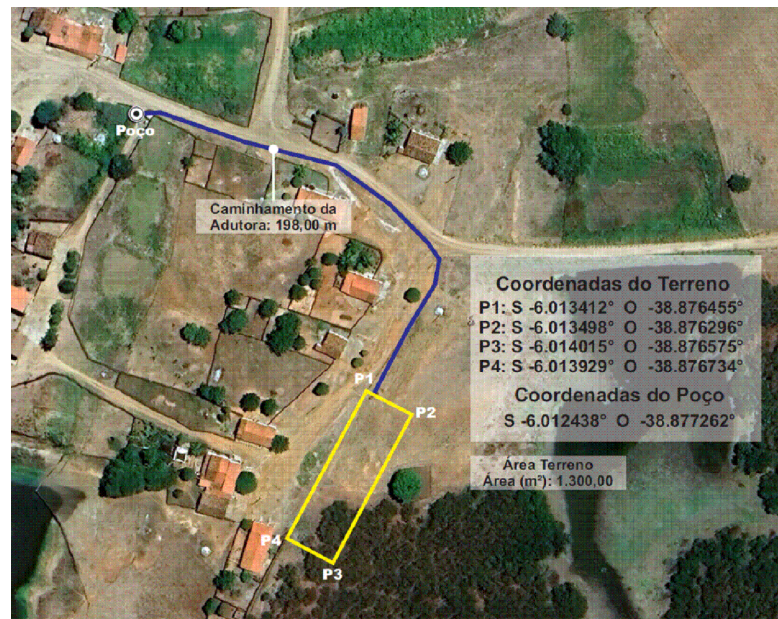 Poço
Caminhamento da
Adutora: 198,00 m
Coordenadas do Terreno
P1: S -6.013412° O -38.876455°
P2: S -6.013498° O -38.876296°
P3: S -6.014015° O -38.876575°
P4: S -6.013929° O -38.876734°
Coordenadas do Poço
S -6.012438° O -38.877262°
P1
P2
Área Terreno
Área (m²): 1.300,00
P4
P3